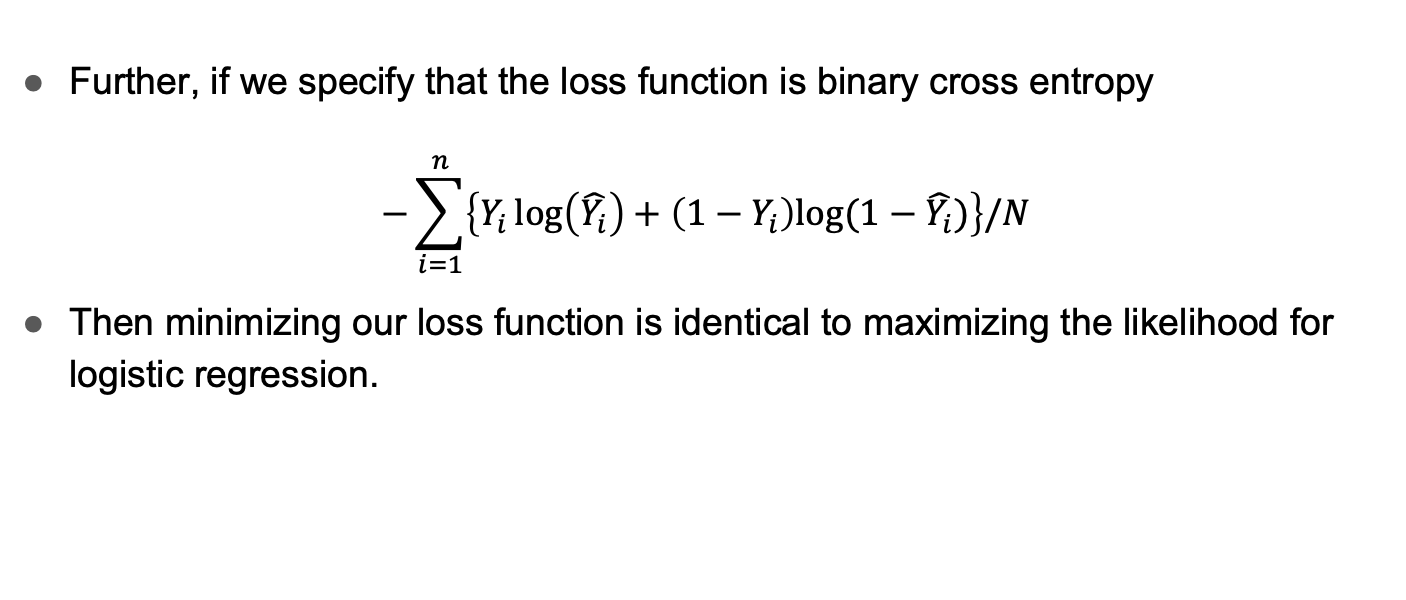 ● Further, if we specify that the loss function is binary cross entropy
n
−∑{Yᵢ log(Ŷᵢ) + (1 − Yᵢ)log(1 − Ŷᵢ)}/N
i=1
● Then minimizing our loss function is identical to maximizing the likelihood for
logistic regression.